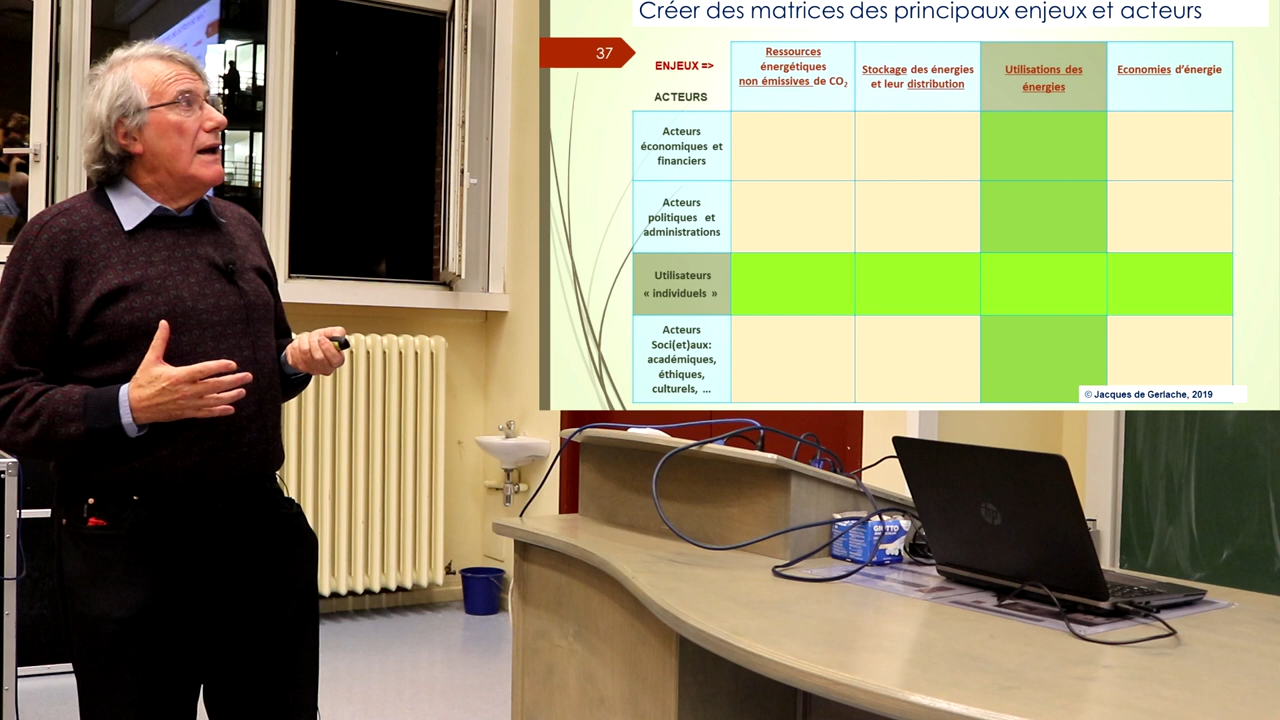 Créer des matrices des principaux enjeux et acteurs
37
ENJEUX =>
ACTEURS
Ressources
énergétiques
non émissives de CO₂
Stockage des énergies
et leur distribution
Utilisations des
énergies
Economies d’énergie
Acteurs
économiques et
financiers
Acteurs
politiques et
administrations
Utilisateurs
« individuels »
Acteurs
Soci(et)aux:
académiques,
éthiques,
culturels, ...
© Jacques de Gerlache, 2019
hp
GIOTTO